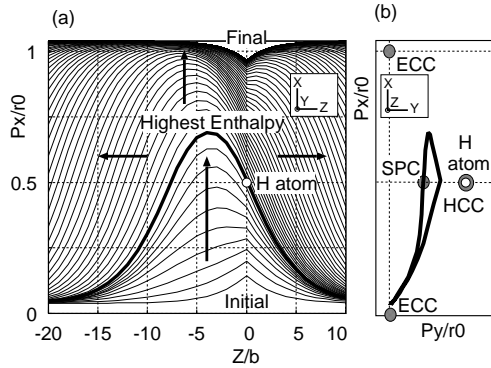 (a)
Final
1
Px/r0
X
Y
Z
Highest Enthalpy
0.5
H atom
Initial
0
-20
-15
-10
-5
0
5
10
Z/b
(b)
ECC
Px/r0
X
Z
Y
H
atom
SPC
HCC
ECC
Py/r0